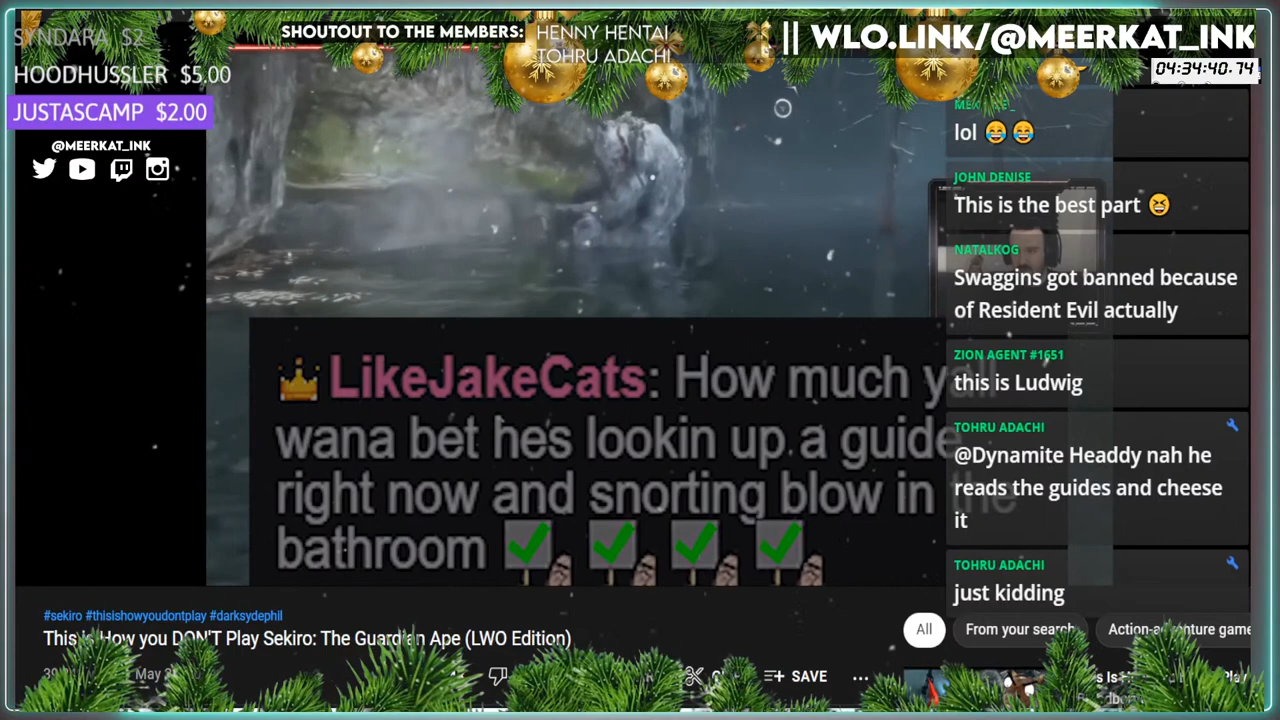 SYNDARA $2
HOODHUSSLER $5.00
JUSTASCAMP $2.00
@MEERKAT_INK
SHOUTOUT TO THE MEMBERS:
HENNY HENTAI
TOHRU ADACHI
|| WLO.LINK/@MEERKAT_INK
04:34:40.74
lol 😂 😂
JOHN DENISE
This is the best part 😆
NATALKOG
Swaggins got banned because
of Resident Evil actually
ZION AGENT #1651
this is Ludwig
TOHRU ADACHI
@Dynamite Headdy nah he
reads the guides and cheese
it
TOHRU ADACHI
just kidding
LikeJakeCats: How much yall
wana bet hes lookin up a guide
right now and snorting blow in the
bathroom ✅ ✅ ✅ ✅
#sekiro #thisishowyoudontplay #darksydephil
This is How you DON'T Play Sekiro: The Guardian Ape (LWO Edition)
May
SAVE
...
All
From your search
Action-adventure game